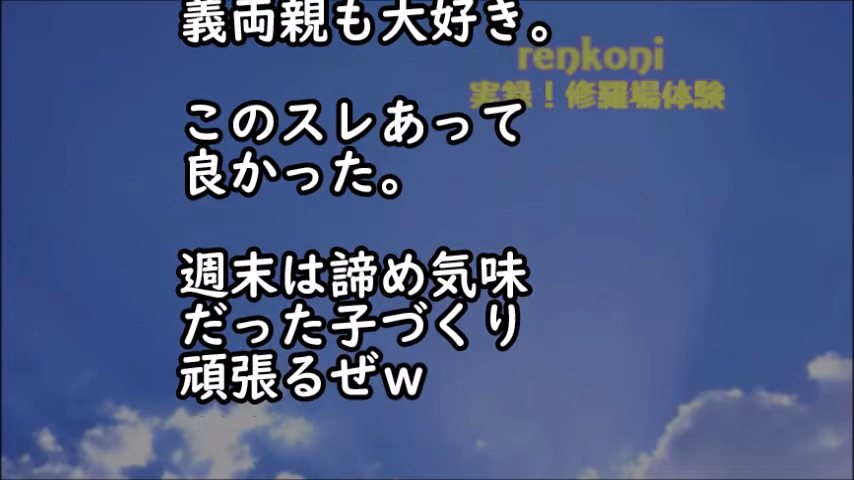 義両親も大好き。
renkoni
実録！修羅場体験
このスレあって
良かった。
週末は諦め気味
だった子づくり
頑張るぜｗ